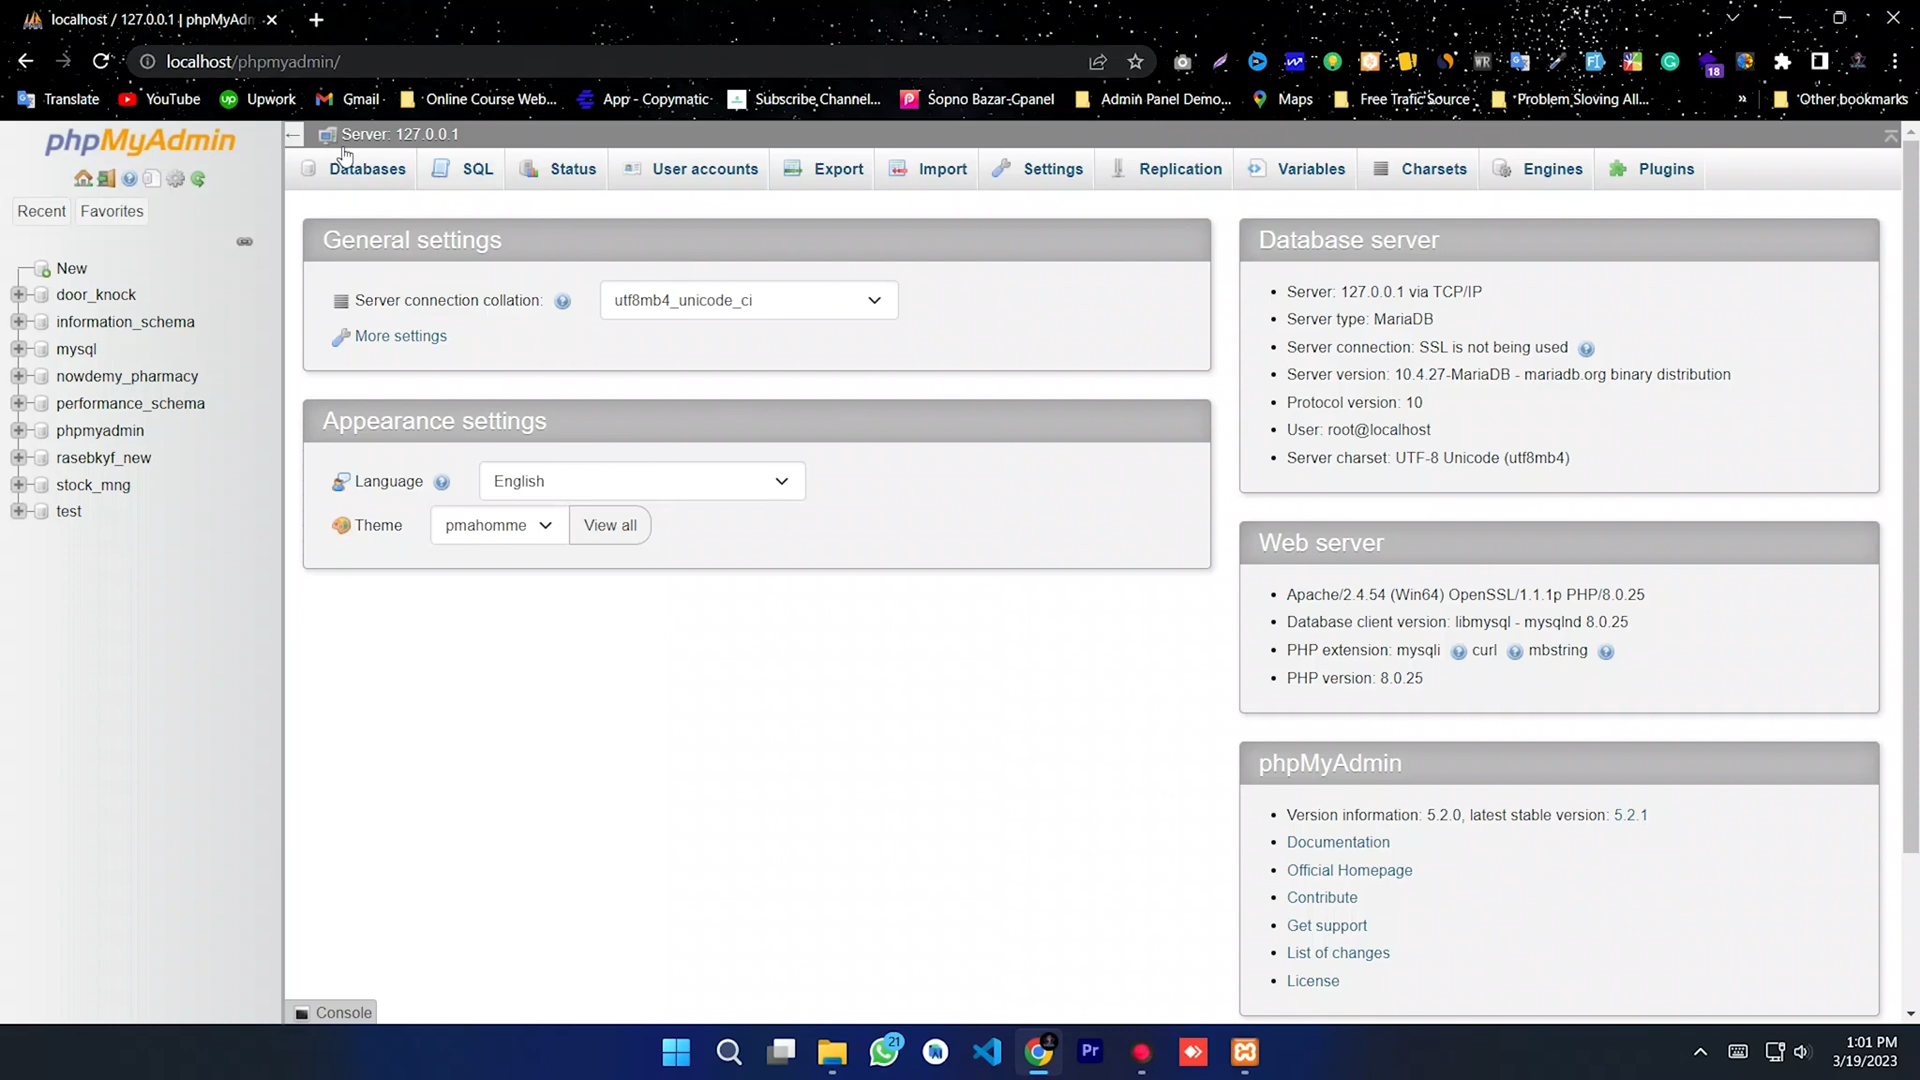 localhost / 127.0.0.1 | phpMyAdm
localhost/phpmyadmin/
18
Translate
YouTube
Upwork
Gmail
Online Course Web...
App - Copymatic
Subscribe Channel...
Sopno Bazar-Cpanel
Admin Panel Demo...
Maps
Free Trafic Source
Problem Sloving All...
»
Other bookmarks
phpMyAdmin
Recent
Favorites
New
door_knock
information_schema
mysql
nowdemy_pharmacy
performance_schema
phpmyadmin
rasebkyf_new
stock_mng
test
Server: 127.0.0.1
Databases
SQL
Status
User accounts
Export
Import
Settings
Replication
Variables
Charsets
Engines
Plugins
General settings
Server connection collation:
utf8mb4_unicode_ci
More settings
Appearance settings
Language
English
Theme
pmahomme
View all
Database server
Server: 127.0.0.1 via TCP/IP
Server type: MariaDB
Server connection: SSL is not being used
Server version: 10.4.27-MariaDB - mariadb.org binary distribution
Protocol version: 10
User: root@localhost
Server charset: UTF-8 Unicode (utf8mb4)
Web server
Apache/2.4.54 (Win64) OpenSSL/1.1.1p PHP/8.0.25
Database client version: libmysql - mysqlnd 8.0.25
PHP extension: mysqli curl mbstring
PHP version: 8.0.25
phpMyAdmin
Version information: 5.2.0, latest stable version: 5.2.1
Documentation
Official Homepage
Contribute
Get support
List of changes
License
Console
21
Pr
1:01 PM
3/19/2023